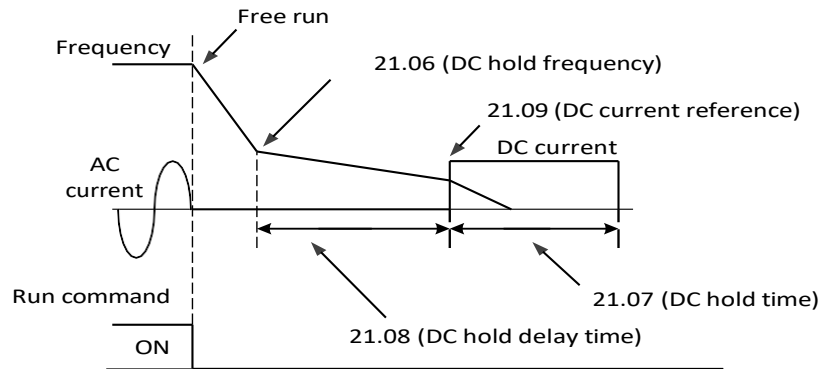 Free run
Frequency
21.06 (DC hold frequency)
21.09 (DC current reference)
DC current
AC
current
Run command
21.07 (DC hold time)
21.08 (DC hold delay time)
ON